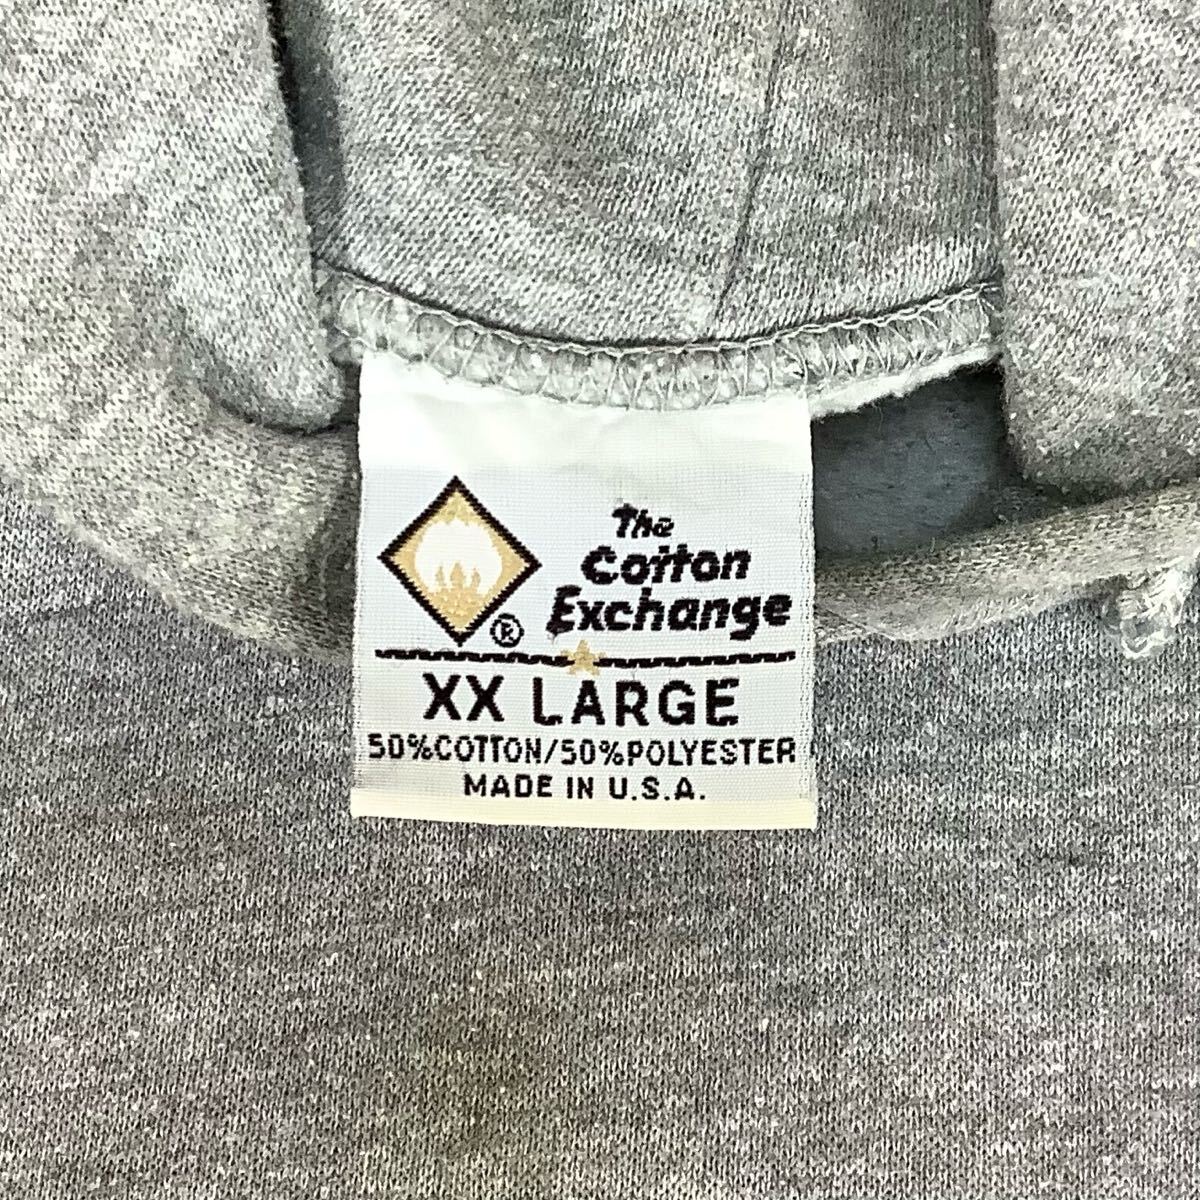 The
Cotton
Exchange
®
XX LARGE
50%COTTON/50%POLYESTER
MADE IN U.S.A.